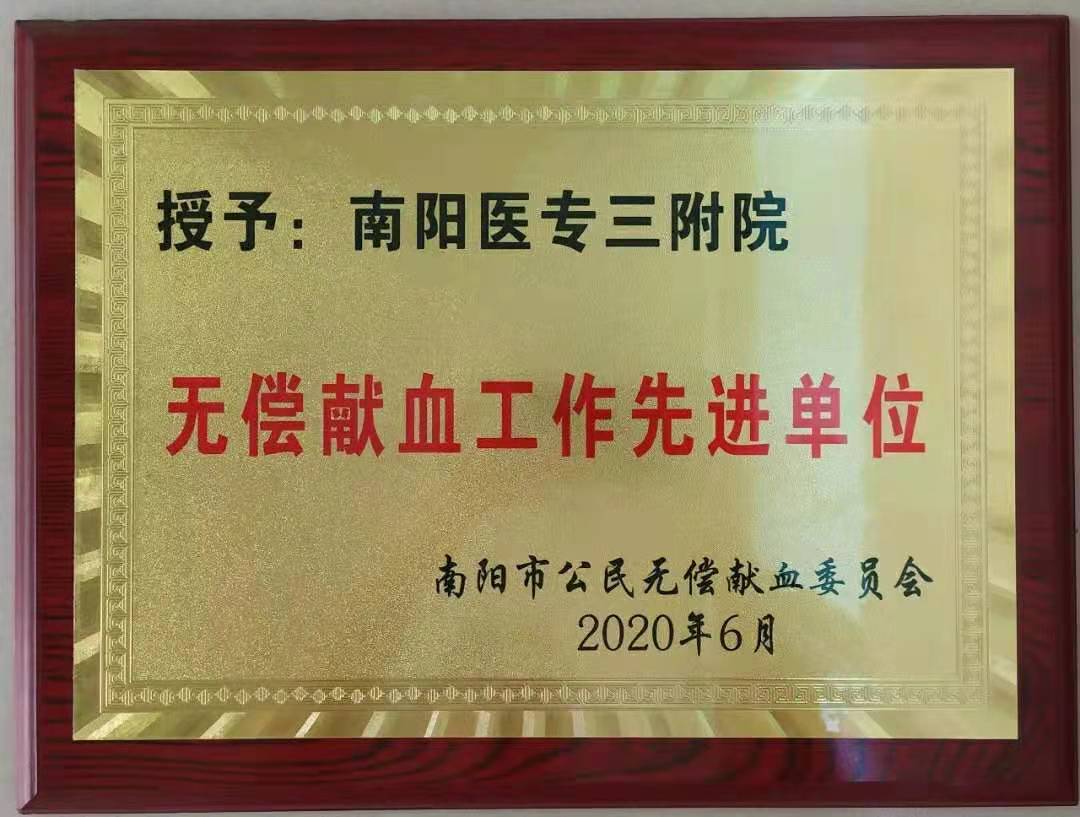 授予：南阳医专三附院
无偿献血工作先进单位
南阳市公民无偿献血委员会
2020年6月